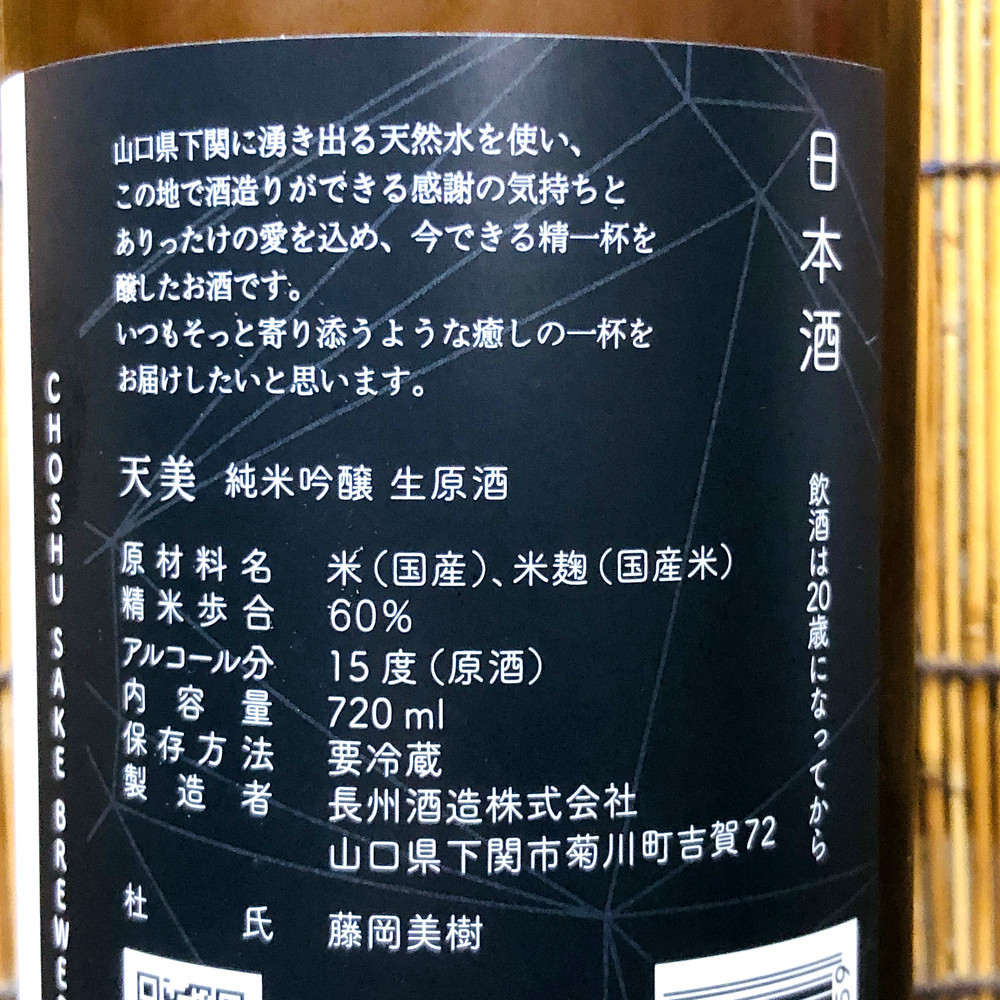 山口県下関に湧き出る天然水を使い、
この地で酒造りができる感謝の気持ちと
ありったけの愛を込め、今できる精一杯を
醸したお酒です。
いつもそっと寄り添うような癒しの一杯を
お届けしたいと思います。
天美 純米吟醸 生原酒
原材料名 米（国産）、米麹（国産米）
精米歩合 60%
アルコール分 15度（原酒）
内容量 720 ml
保存方法 要冷蔵
製造者 長州酒造株式会社
山口県下関市菊川町吉賀72
杜氏 藤岡美樹
日本酒
飲酒は20歳になってから
CHOSHU SAKE BREWE
59